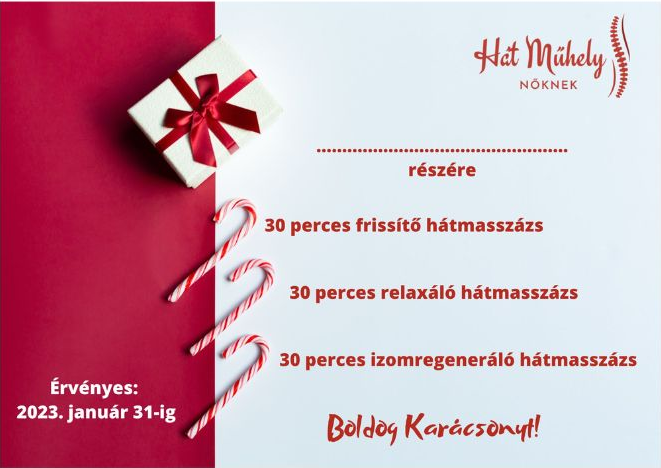 Hát Műhely
NŐKNEK
..................................................
részére
30 perces frissítő hátmasszázs
30 perces relaxáló hátmasszázs
30 perces izomregeneráló hátmasszázs
Érvényes:
2023. január 31-ig
Boldog Karácsonyt!